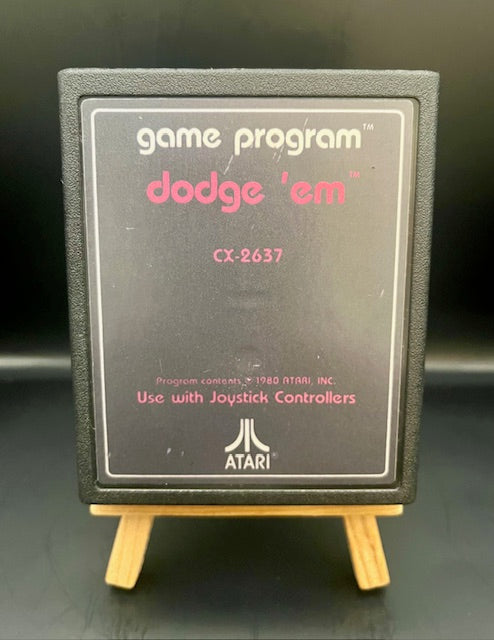 game program™
dodge 'em™
CX-2637
Program contents © 1980 ATARI, INC.
Use with Joystick Controllers
ATARI®